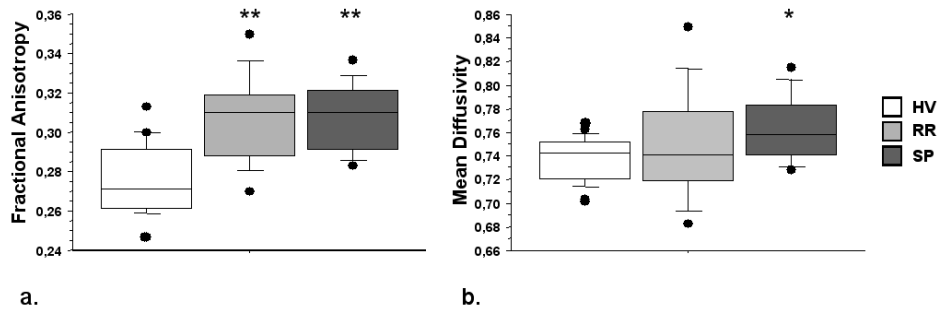 ** **
0,36
0,34
0,32
0,30
0,28
0,26
0,24
Fractional Anisotropy
a.
*
0,86
0,84
0,82
0,80
0,78
0,76
0,74
0,72
0,70
0,68
0,66
Mean Diffusivity
b.
HV
RR
SP